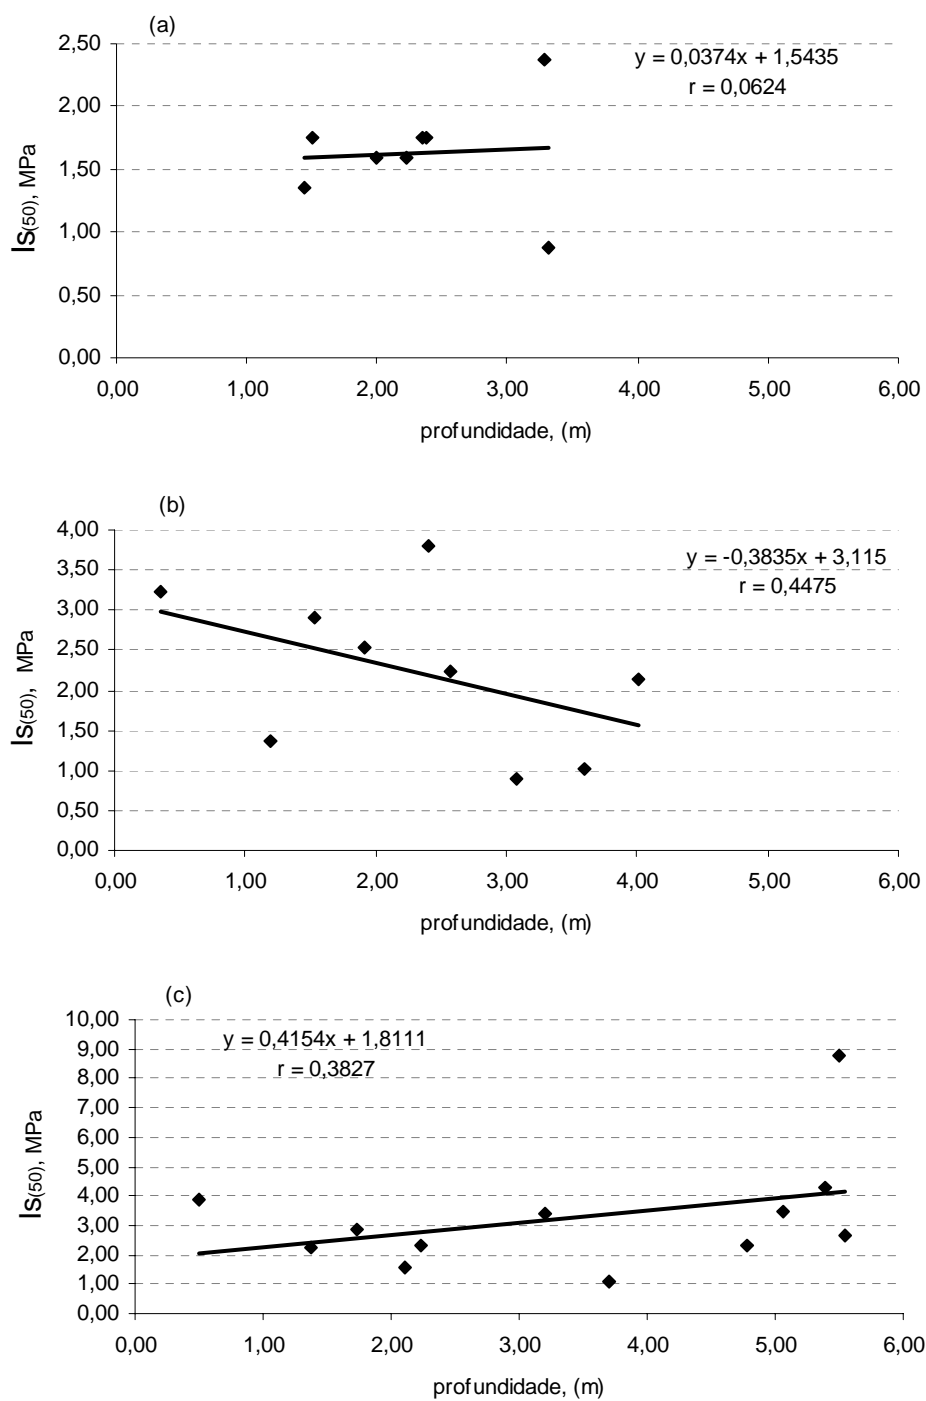 (a)
2,50
y = 0,0374x + 1,5435
r = 0,0624
2,00
1,50
1,00
0,50
0,00
Is(50), MPa
0,00 1,00 2,00 3,00 4,00 5,00 6,00
profundidade, (m)
(b)
4,00
y = -0,3835x + 3,115
r = 0,4475
3,50
3,00
2,50
2,00
1,50
1,00
0,50
0,00
Is(50), MPa
0,00 1,00 2,00 3,00 4,00 5,00 6,00
profundidade, (m)
(c)
10,00
y = 0,4154x + 1,8111
r = 0,3827
9,00
8,00
7,00
6,00
5,00
4,00
3,00
2,00
1,00
0,00
Is(50), MPa
0,00 1,00 2,00 3,00 4,00 5,00 6,00
profundidade, (m)